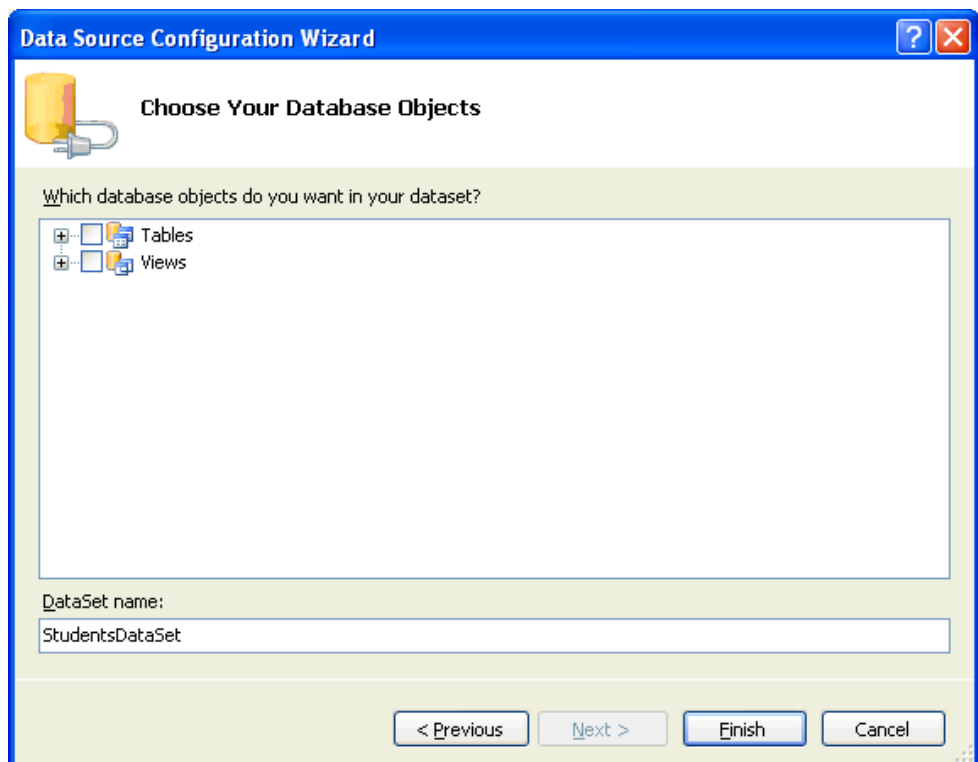 Data Source Configuration Wizard
Choose Your Database Objects
Which database objects do you want in your dataset?
Tables
Views
DataSet name:
StudentsDataSet
< Previous
Next >
Finish
Cancel